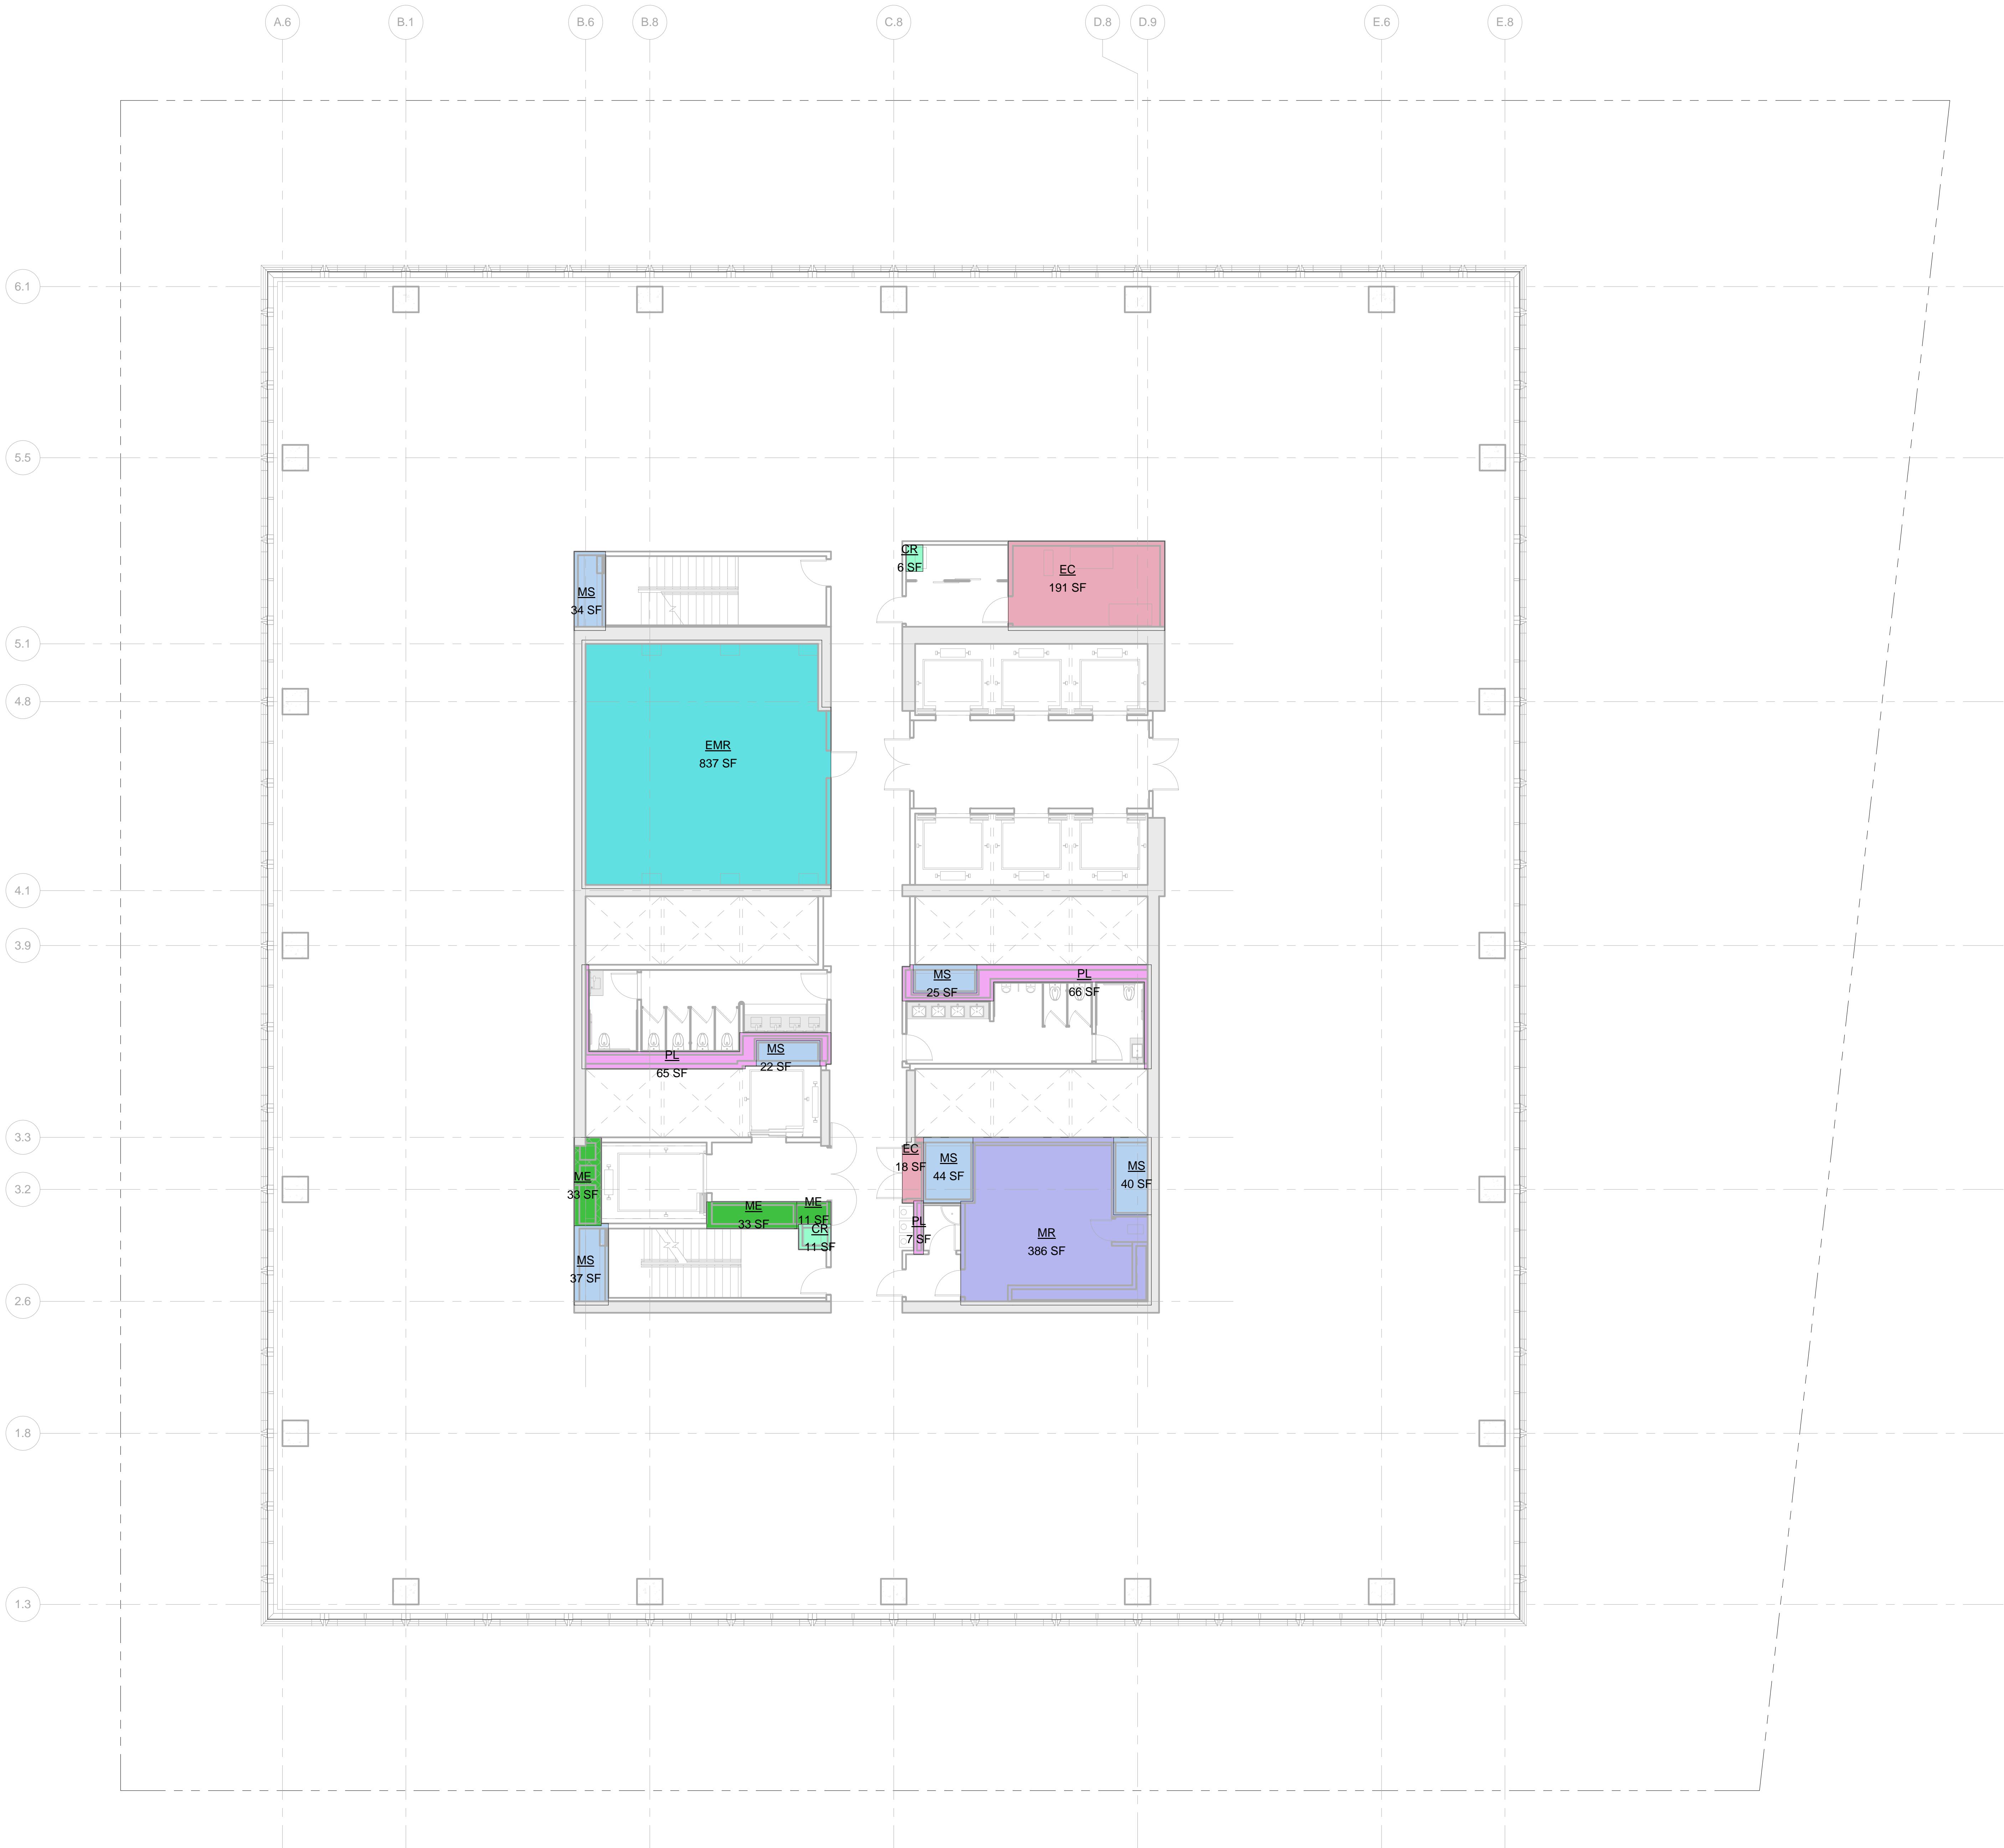 A.6
B.1
B.6
B.8
C.8
D.8
D.9
E.6
E.8
6.1
5.5
5.1
4.8
4.1
3.9
3.3
3.2
2.6
1.8
1.3
MS
34 SF
CR
6 SF
EC
191 SF
EMR
837 SF
MS
25 SF
PL
66 SF
PL
65 SF
MS
22 SF
ME
33 SF
ME
33 SF
ME
11 SF
CR
11 SF
MS
37 SF
EC
18 SF
MS
44 SF
MS
40 SF
PL
7 SF
MR
386 SF